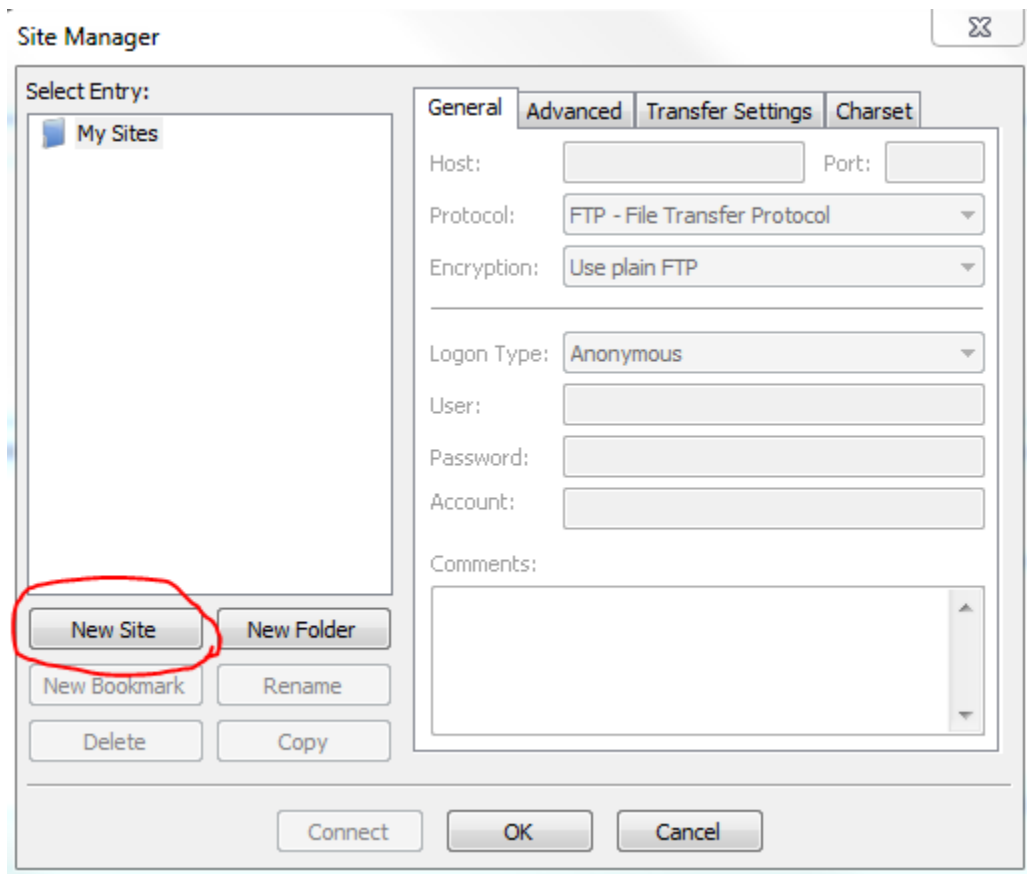 Site Manager
Select Entry:
My Sites
New Site
New Folder
New Bookmark
Rename
Delete
Copy
General
Advanced
Transfer Settings
Charset
Host:
Port:
Protocol:
FTP - File Transfer Protocol
Encryption:
Use plain FTP
Logon Type:
Anonymous
User:
Password:
Account:
Comments:
Connect
OK
Cancel